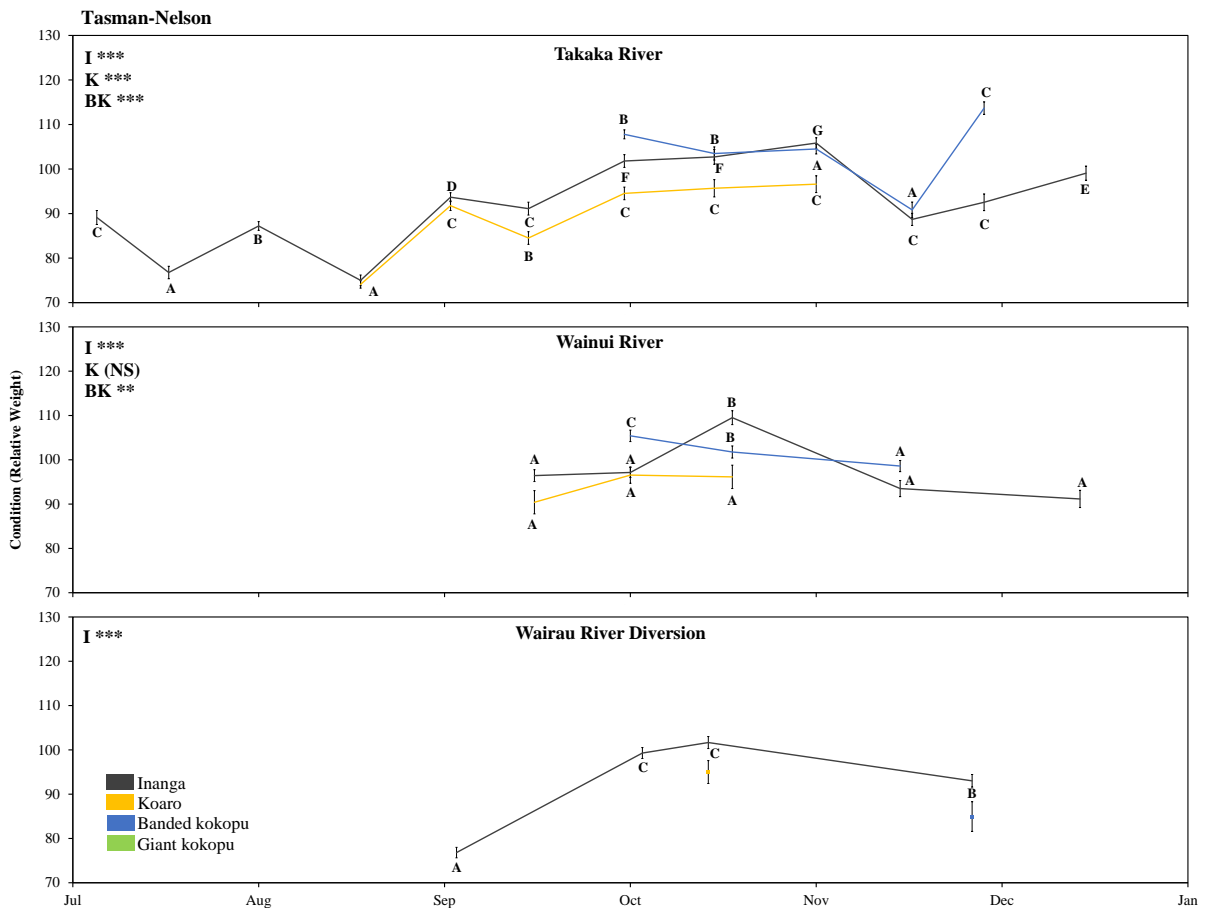 Tasman-Nelson
130
120
110
100
90
80
70
Takaka River
I ***
K ***
BK ***
C
A
B
A
D
C
C
B
B
F
C
B
F
C
G
A
C
A
C
C
C
E
Condition (Relative Weight)
130
120
110
100
90
80
70
Wainui River
I ***
K (NS)
BK **
A
A
C
A
A
B
B
A
A
A
A
130
120
110
100
90
80
70
Wairau River Diversion
I ***
A
C
C
B
Inanga
Koaro
Banded kokopu
Giant kokopu
Jul Aug Sep Oct Nov Dec Jan